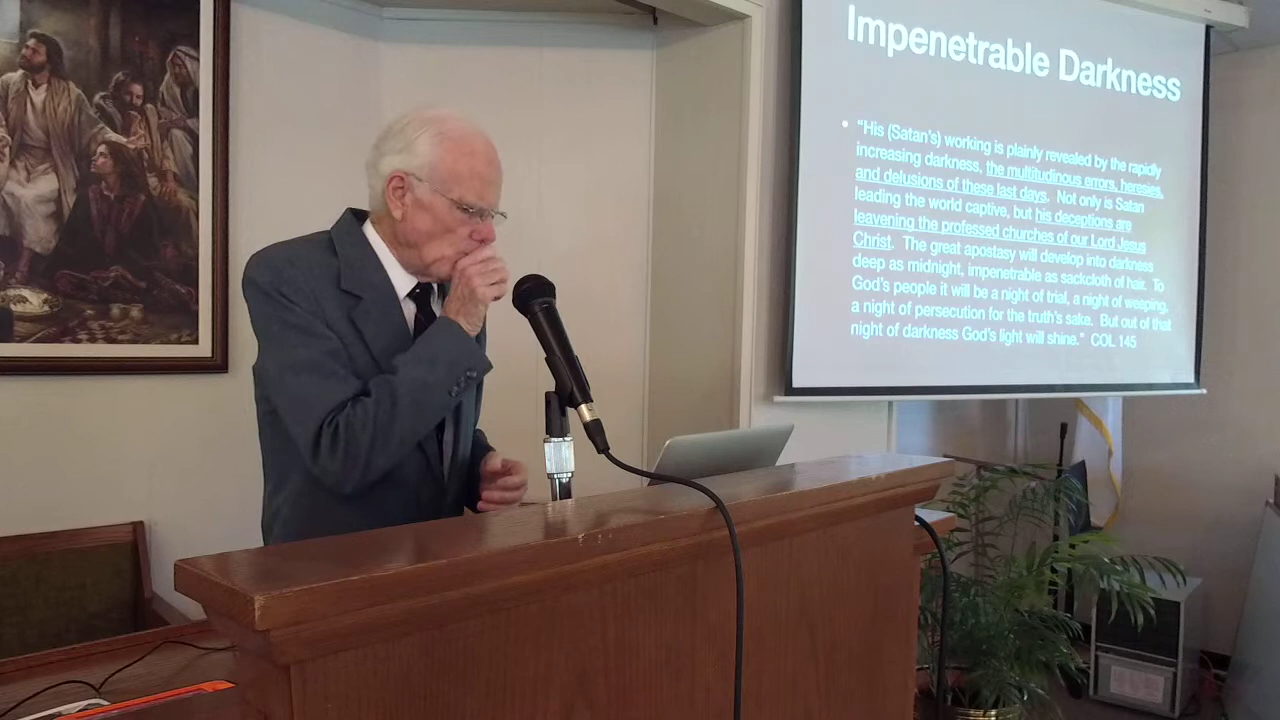 Impenetrable Darkness
• “His (Satan’s) working is plainly revealed by the rapidly
increasing darkness, the multitudinous errors, heresies,
and delusions of these last days. Not only is Satan
leading the world captive, but his deceptions are
leavening the professed churches of our Lord Jesus
Christ. The great apostasy will develop into darkness
deep as midnight, impenetrable as sackcloth of hair. To
God’s people it will be a night of trial, a night of weeping,
a night of persecution for the truth’s sake. But out of that
night of darkness God’s light will shine.” COL 145